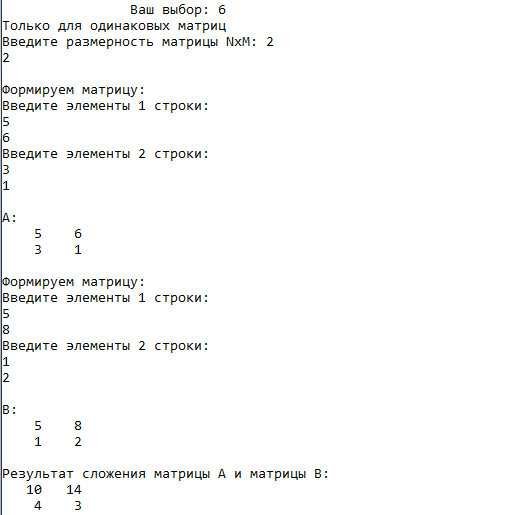 Ваш выбор: 6
Только для одинаковых матриц
Введите размерность матрицы NxM: 2
2
Формируем матрицу:
Введите элементы 1 строки:
5
6
Введите элементы 2 строки:
3
1
A:
5 6
3 1
Формируем матрицу:
Введите элементы 1 строки:
5
8
Введите элементы 2 строки:
1
2
B:
5 8
1 2
Результат сложения матрицы A и матрицы B:
10 14
4 3